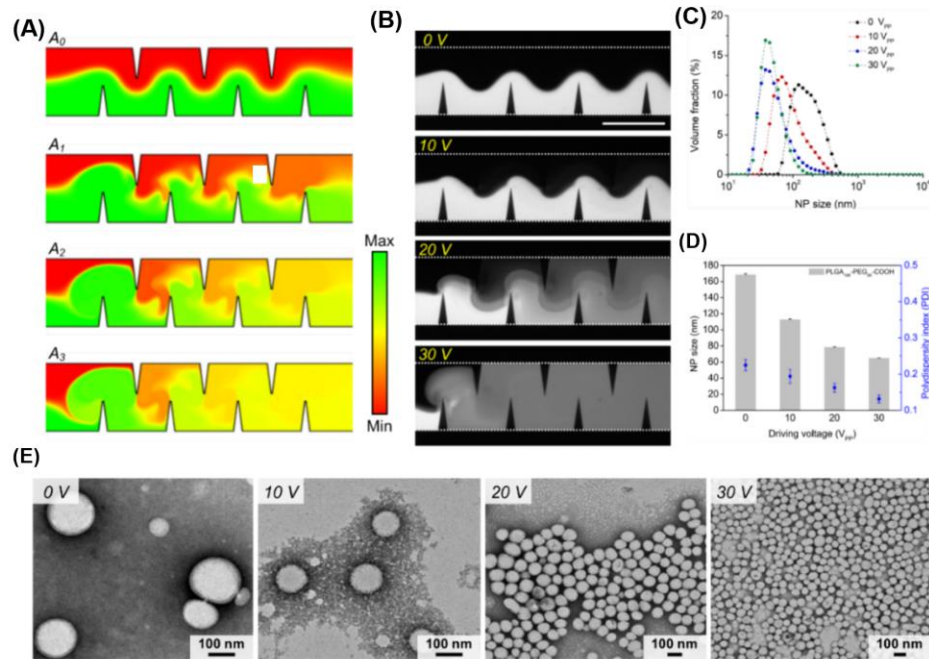 (A)
A₀
A₁
A₂
A₃
Max
Min
(B)
0 V
10 V
20 V
30 V
(C)
0 Vₚₚ
10 Vₚₚ
20 Vₚₚ
30 Vₚₚ
Volume fraction (%)
20
15
10
5
0
10¹ 10² 10³ 10⁴
NP size (nm)
(D)
-PEG -COOH
NP size (nm)
180
160
140
120
100
80
60
40
20
0
0.5
0.4
0.3
0.2
0.1
Polydispersity index (PDI)
0 10 20 30
Driving voltage (Vₚₚ)
(E)
0 V
100 nm
10 V
100 nm
20 V
100 nm
30 V
100 nm